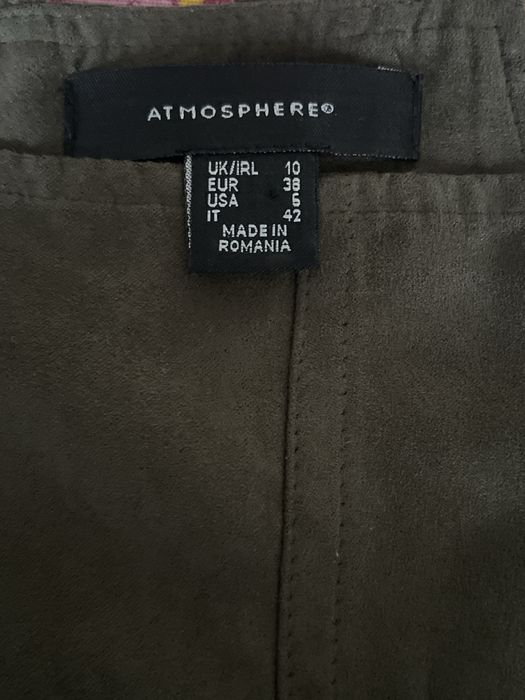 ATMOSPHERE®
UK/IRL 10
EUR 38
USA 6
IT 42
MADE IN
ROMANIA